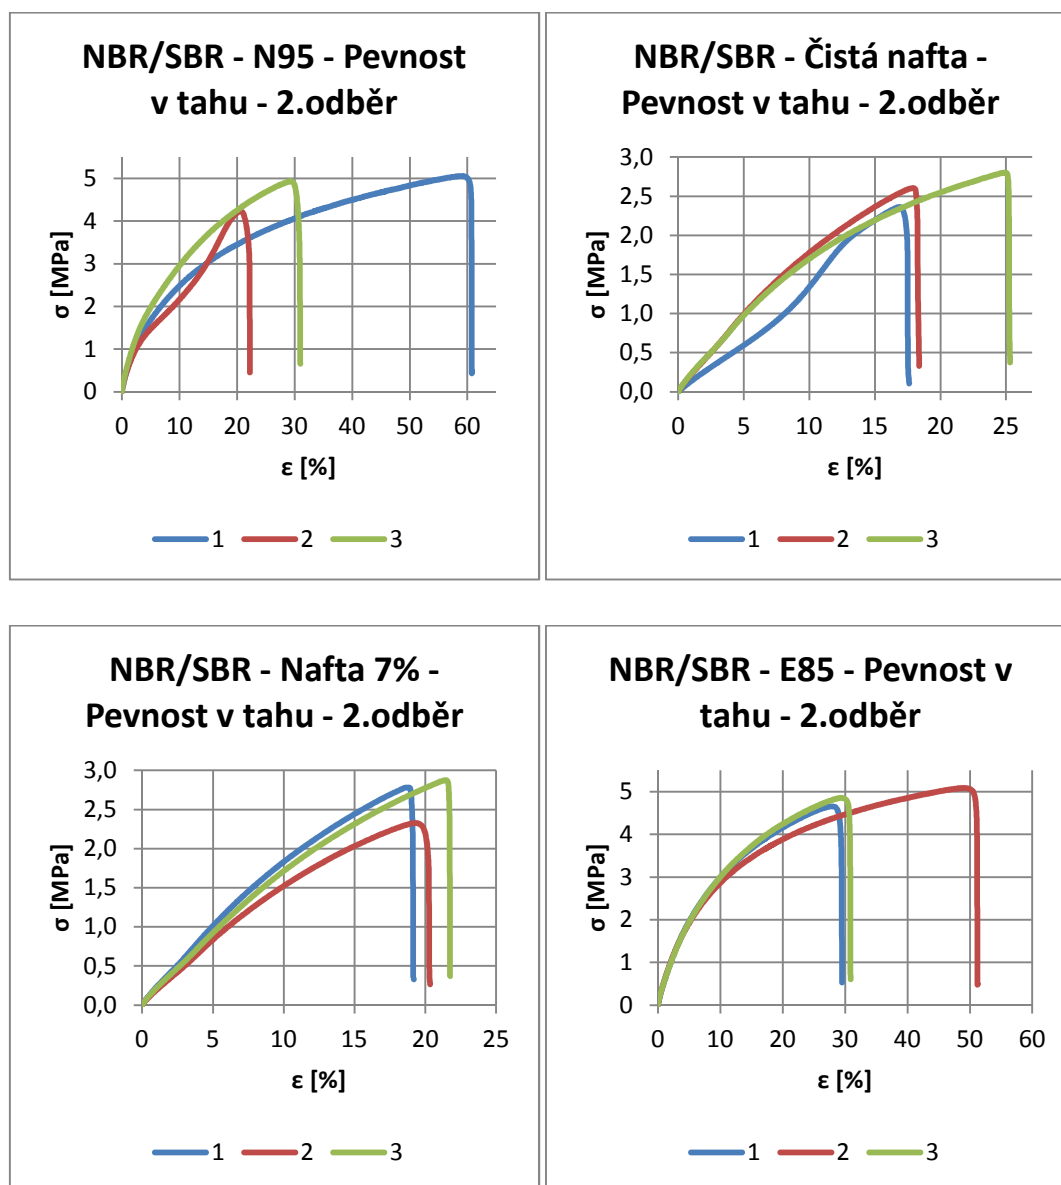 NBR/SBR - N95 - Pevnost
v tahu - 2.odběr
σ [MPa]
5
4
3
2
1
0
0 10 20 30 40 50 60
ε [%]
1 2 3
NBR/SBR - Čistá nafta -
Pevnost v tahu - 2.odběr
σ [MPa]
3,0
2,5
2,0
1,5
1,0
0,5
0,0
0 5 10 15 20 25
ε [%]
1 2 3
NBR/SBR - Nafta 7% -
Pevnost v tahu - 2.odběr
σ [MPa]
3,0
2,5
2,0
1,5
1,0
0,5
0,0
0 5 10 15 20 25
ε [%]
1 2 3
NBR/SBR - E85 - Pevnost v
tahu - 2.odběr
σ [MPa]
5
4
3
2
1
0
0 10 20 30 40 50 60
ε [%]
1 2 3